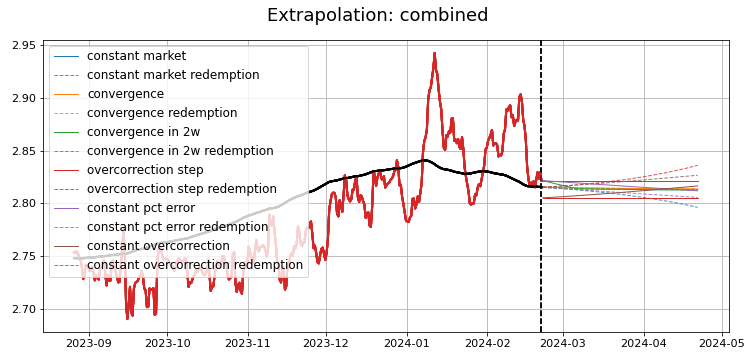 Extrapolation: combined
2.95
2.90
2.85
2.80
2.75
2.70
constant market
constant market redemption
convergence
convergence redemption
convergence in 2w
convergence in 2w redemption
overcorrection step
overcorrection step redemption
constant pct error
constant pct error redemption
constant overcorrection
constant overcorrection redemption
2023-09 2023-10 2023-11 2023-12 2024-01 2024-02 2024-03 2024-04 2024-05